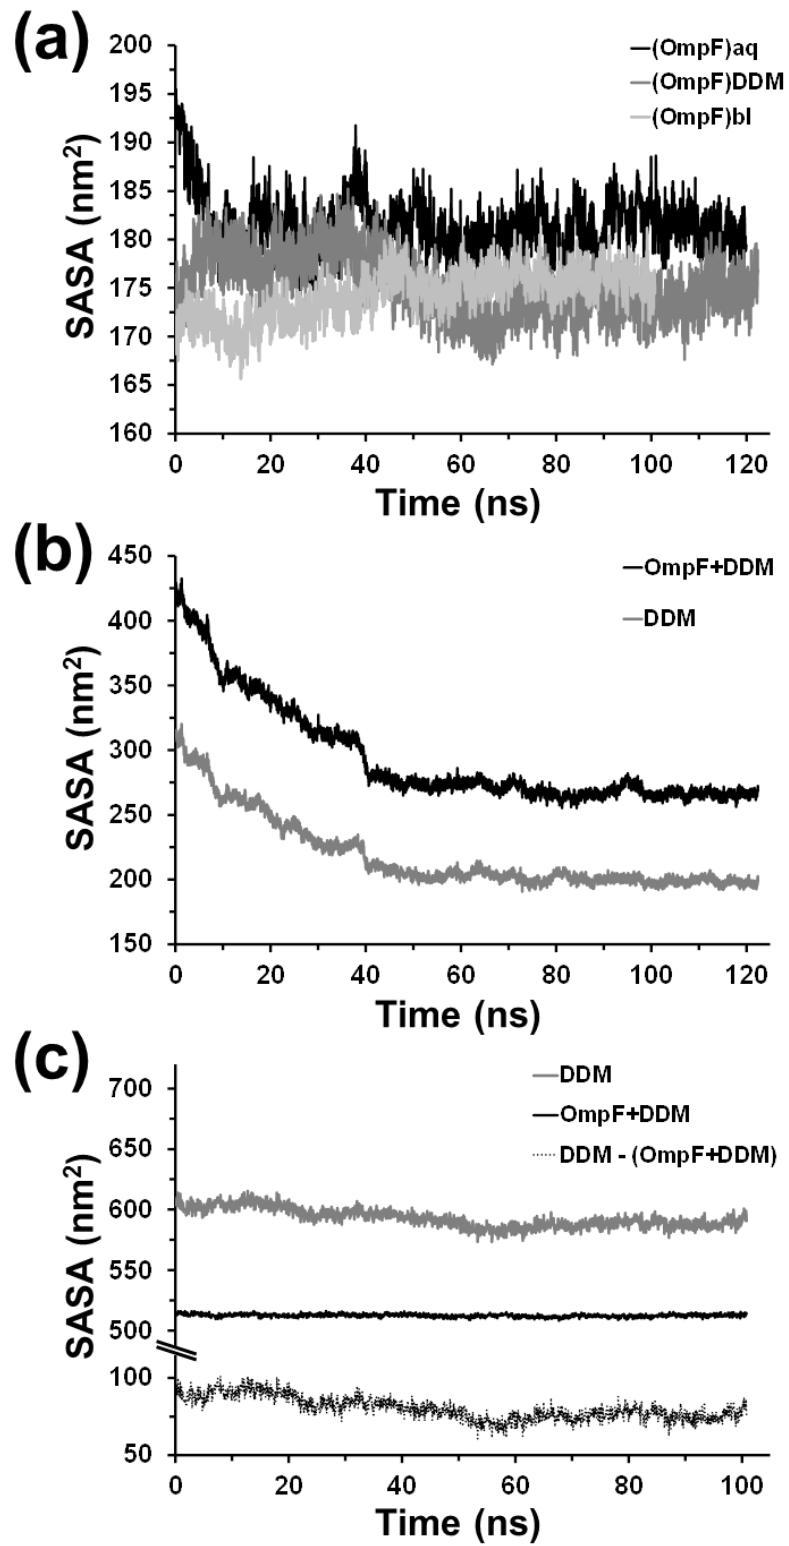 (a)
200
195
190
185
180
175
170
165
160
SASA (nm²)
(OmpF)aq
(OmpF)DDM
(OmpF)bl
0 20 40 60 80 100 120
Time (ns)
(b)
450
400
350
300
250
200
150
SASA (nm²)
OmpF+DDM
DDM
0 20 40 60 80 100 120
Time (ns)
(c)
700
650
600
550
500
100
50
SASA (nm²)
DDM
OmpF+DDM
DDM - (OmpF+DDM)
0 20 40 60 80 100
Time (ns)